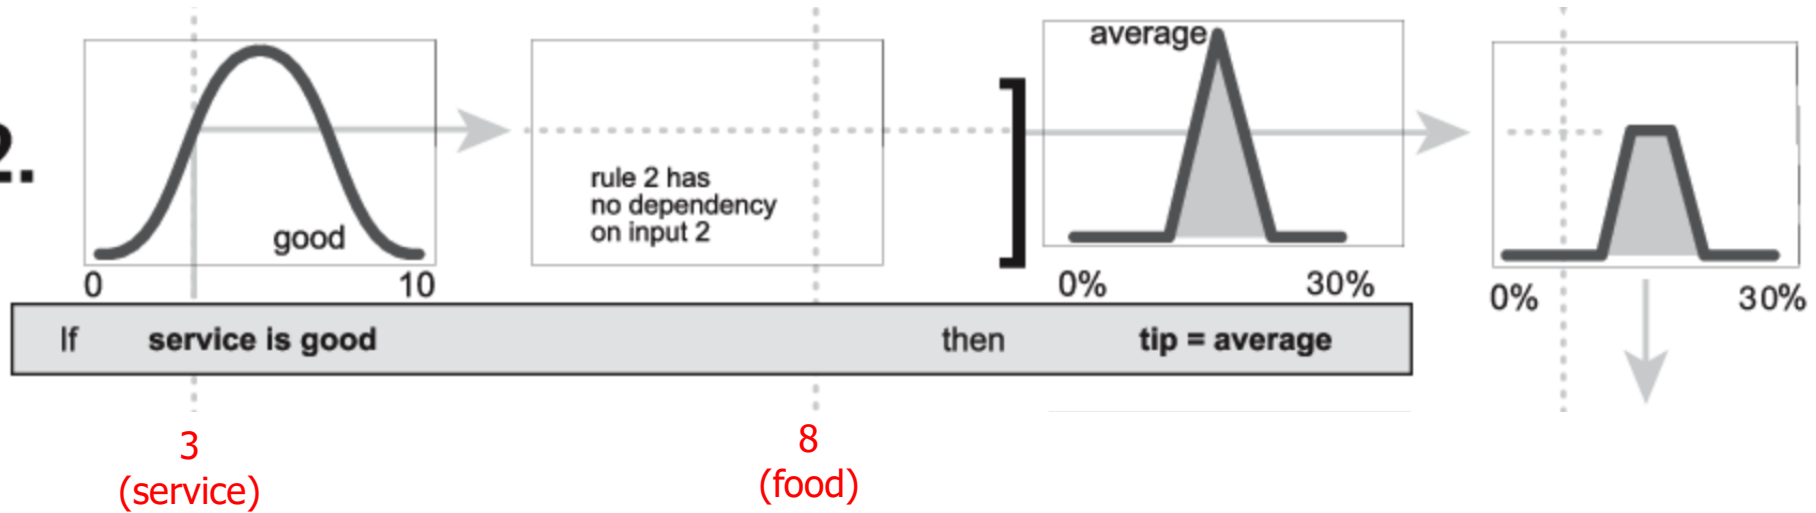 2.
average
good
rule 2 has
no dependency
on input 2
0 10
0% 30%
0% 30%
If service is good then tip = average
3
(service)
8
(food)